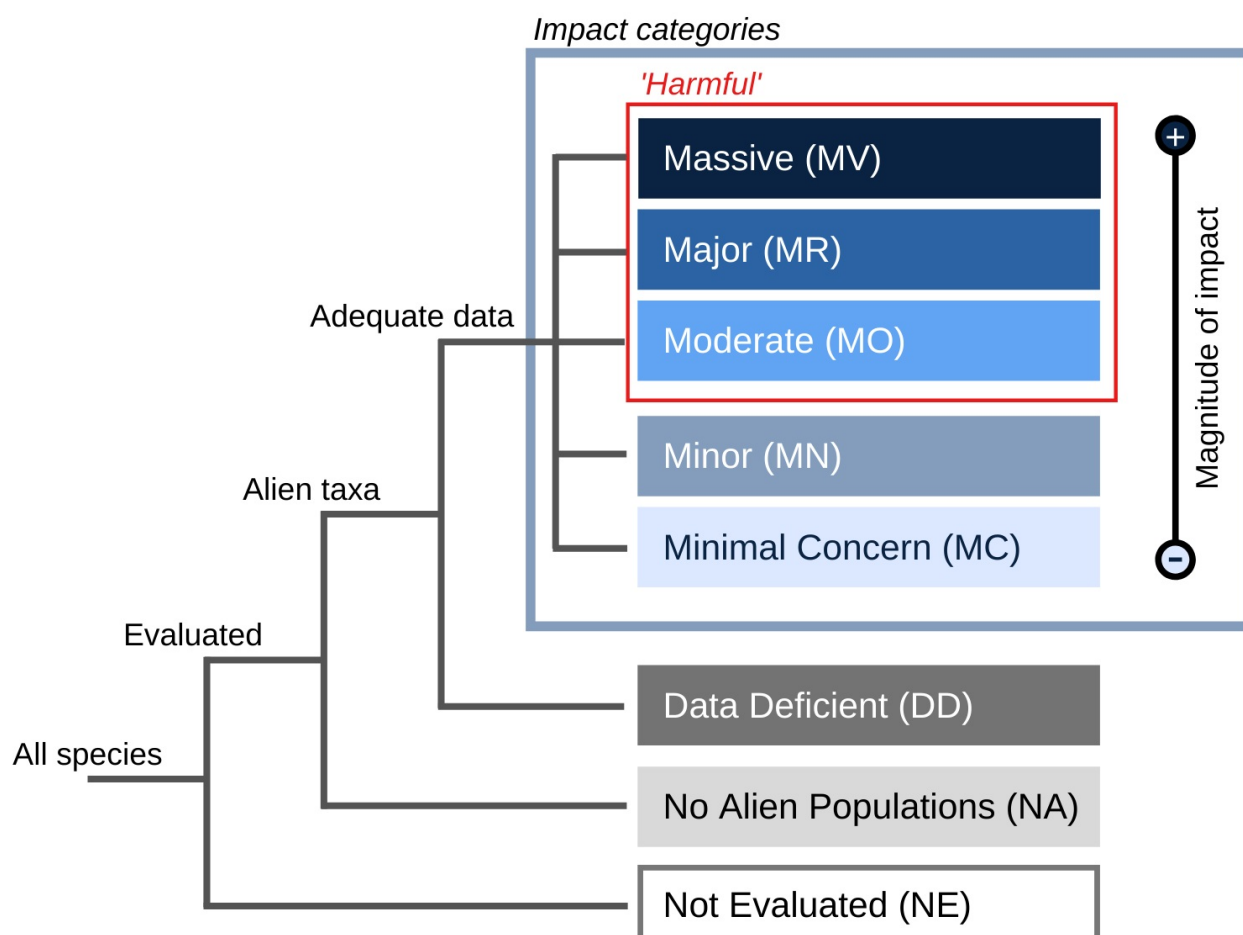 Impact categories
'Harmful'
Massive (MV)
Major (MR)
Adequate data
Moderate (MO)
Minor (MN)
Alien taxa
Minimal Concern (MC)
+
Magnitude of impact
-
Evaluated
Data Deficient (DD)
All species
No Alien Populations (NA)
Not Evaluated (NE)